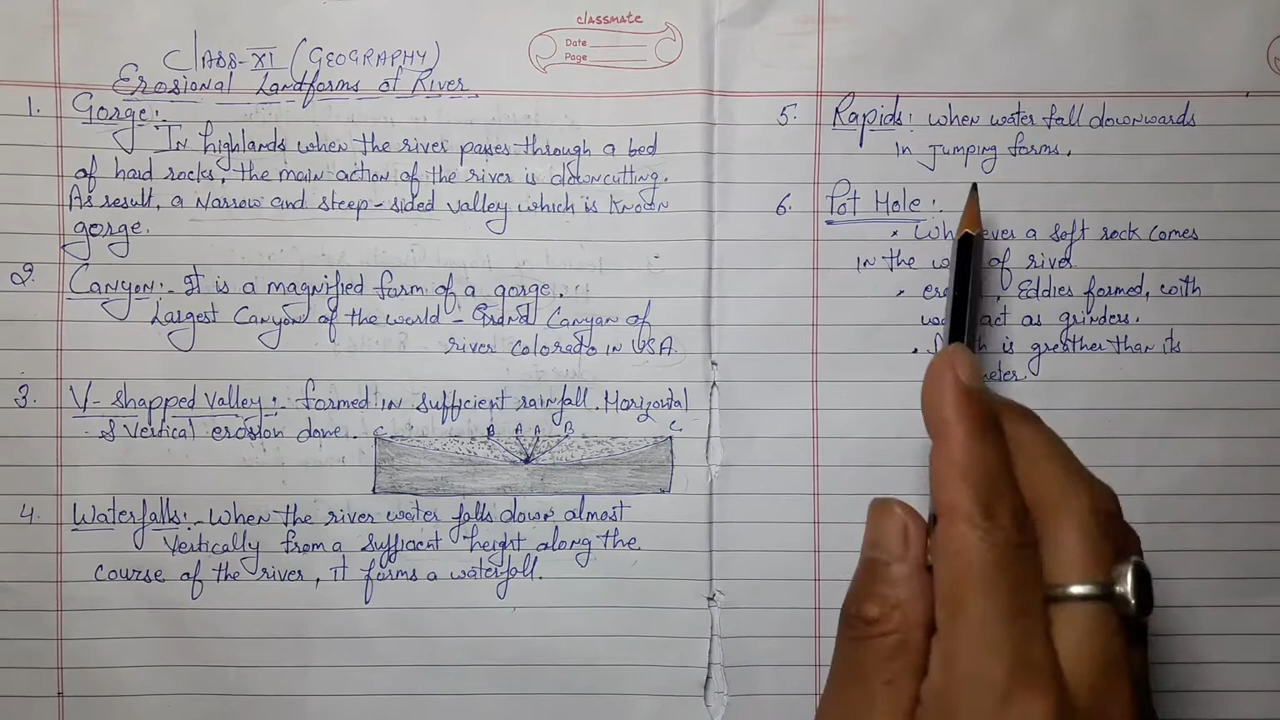 classmate
Date
Page
Class-XI (Geography)
Erosional Landforms of River
1. Gorge:-
In highlands when the river passes through a bed
of hard rocks, the main action of the river is downcutting.
As result, a narrow and steep-sided valley which is known
gorge.
2. Canyon:- It is a magnified form of a gorge.
Largest Canyon of the world - Grand Canyan of
river colorado in USA.
3. V-shapped Valley:- formed in sufficient rainfall. Horizontal
& Vertical erosion done.
C B A A B C
4. Waterfalls:- When the river water falls down almost
vertically from a sufficient height along the
course of the river, it forms a waterfall.
5. Rapids: when water fall downwards
in jumping forms.
6. Pot Hole:-
a soft rock comes
in the of river
Eddies formed, with
act as grinders.
is greather than its